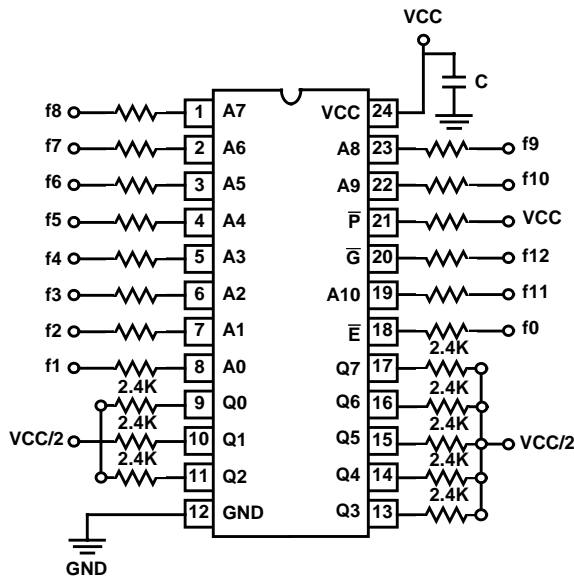 VCC
C
f8 1 A7 VCC 24
f7 2 A6 A8 23 f9
f6 3 A5 A9 22 f10
f5 4 A4 P̅ 21 VCC
f4 5 A3 G̅ 20 f12
f3 6 A2 A10 19 f11
f2 7 A1 E̅ 18 f0
2.4K
f1 8 A0 Q7 17
2.4K 2.4K
9 Q0 Q6 16
2.4K 2.4K
VCC/2 10 Q1 Q5 15 VCC/2
2.4K 2.4K
11 Q2 Q4 14
2.4K
12 GND Q3 13
GND